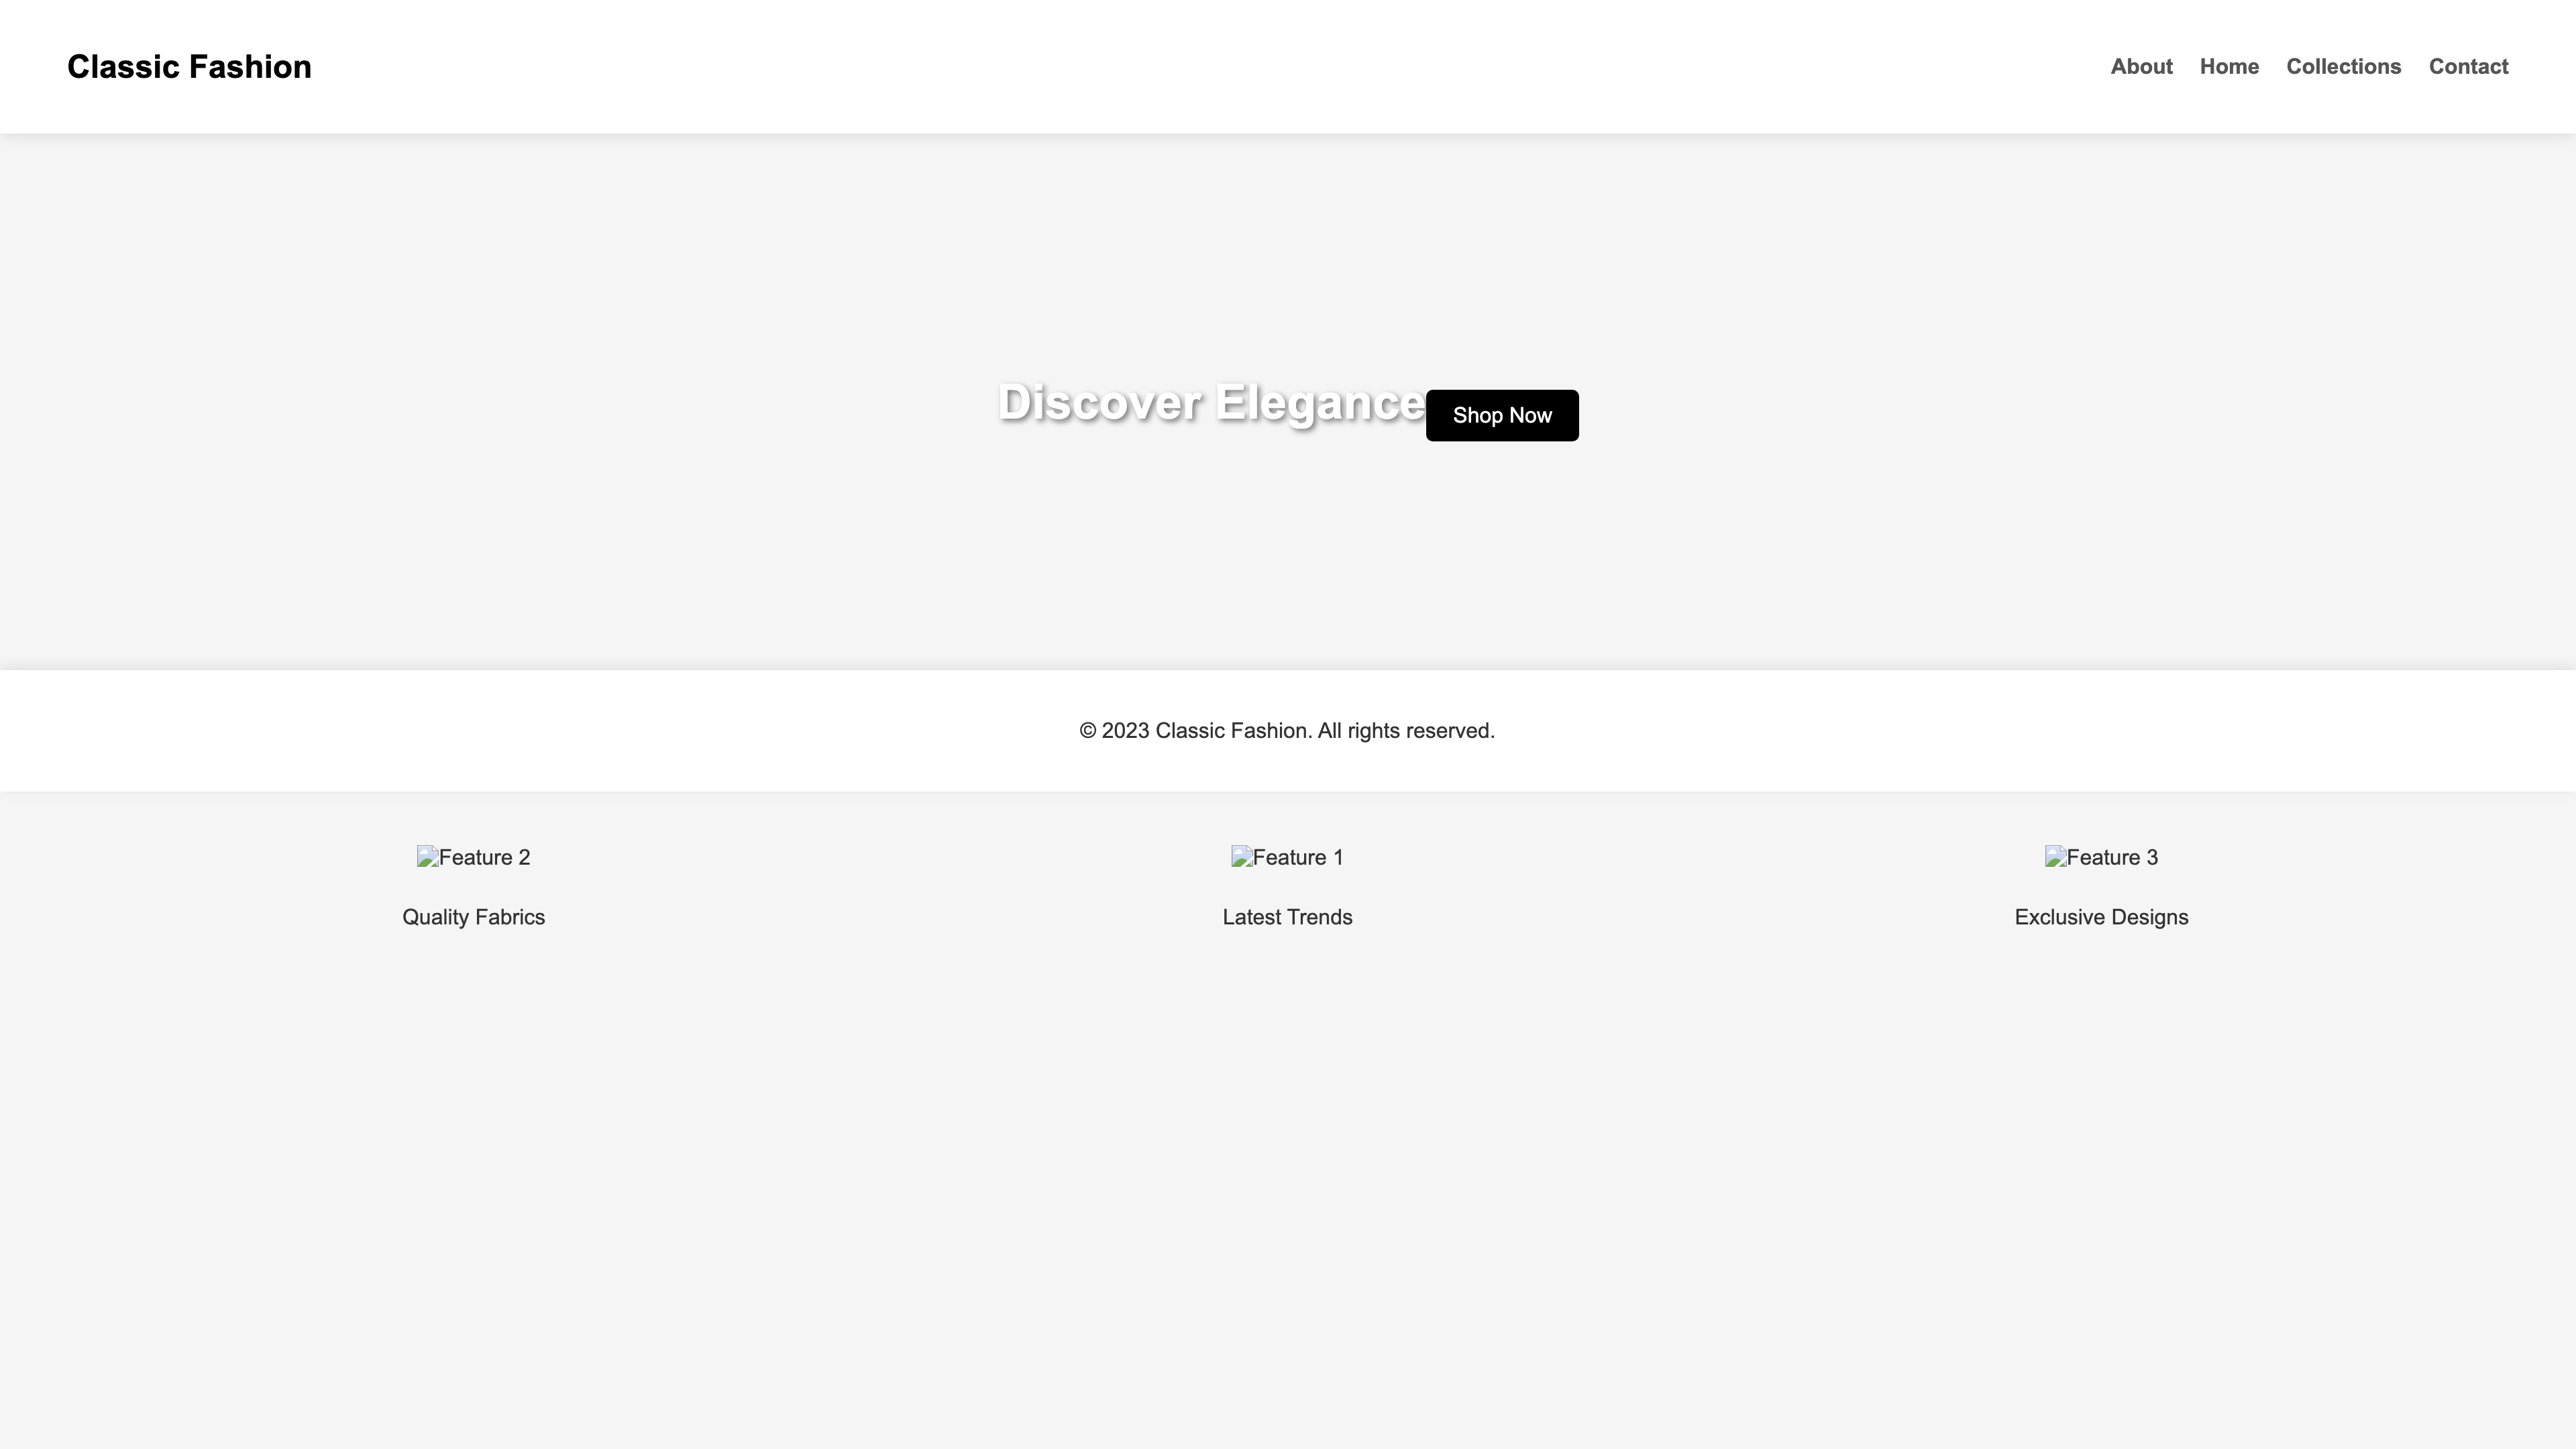 Classic Fashion
About Home Collections Contact
Discover Elegance
Shop Now
© 2023 Classic Fashion. All rights reserved.
Feature 2
Feature 1
Feature 3
Quality Fabrics
Latest Trends
Exclusive Designs